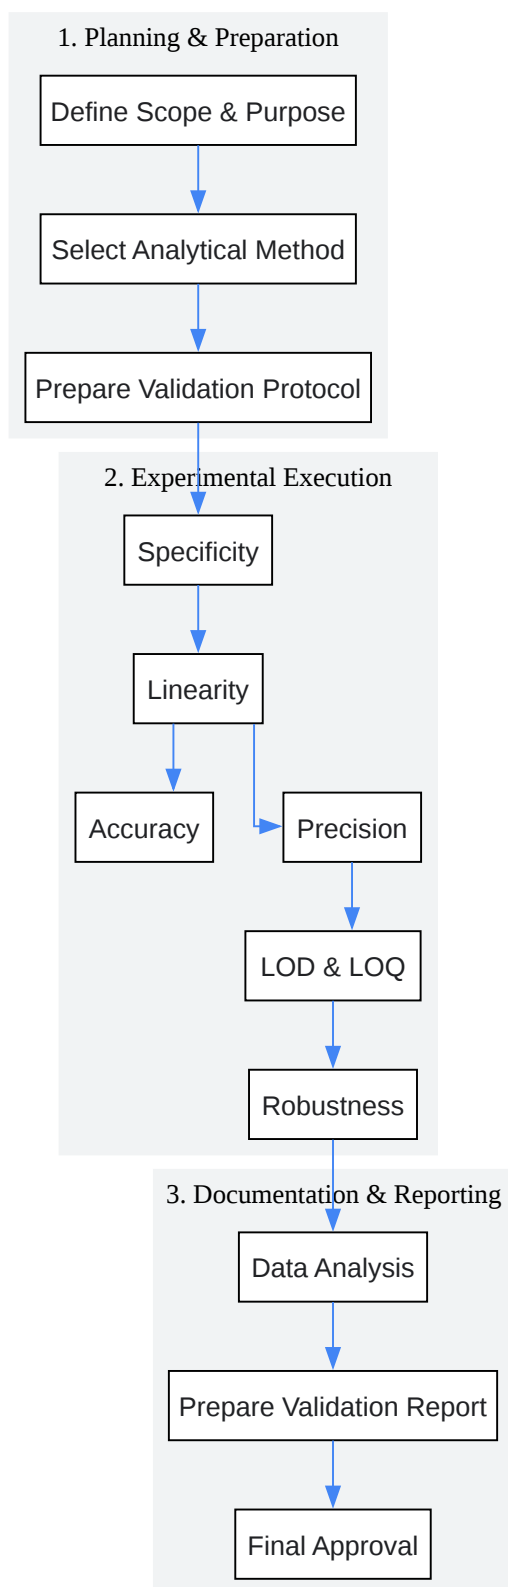 1. Planning & Preparation
Define Scope & Purpose
Select Analytical Method
Prepare Validation Protocol
2. Experimental Execution
Specificity
Linearity
Accuracy
Precision
LOD & LOQ
Robustness
3. Documentation & Reporting
Data Analysis
Prepare Validation Report
Final Approval